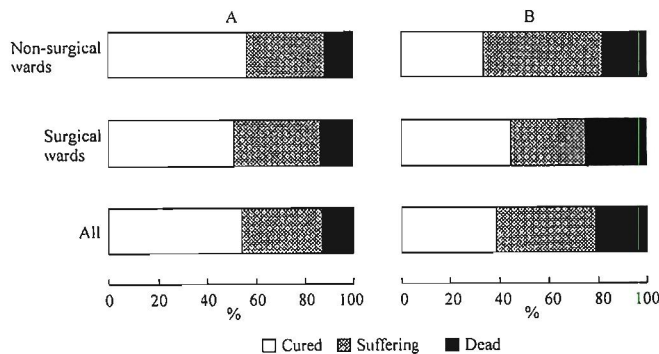 A B
Non-surgical
wards
Surgical
wards
All
0 20 40 60 80 100 0 20 40 60 80 100
% %
Cured Suffering Dead